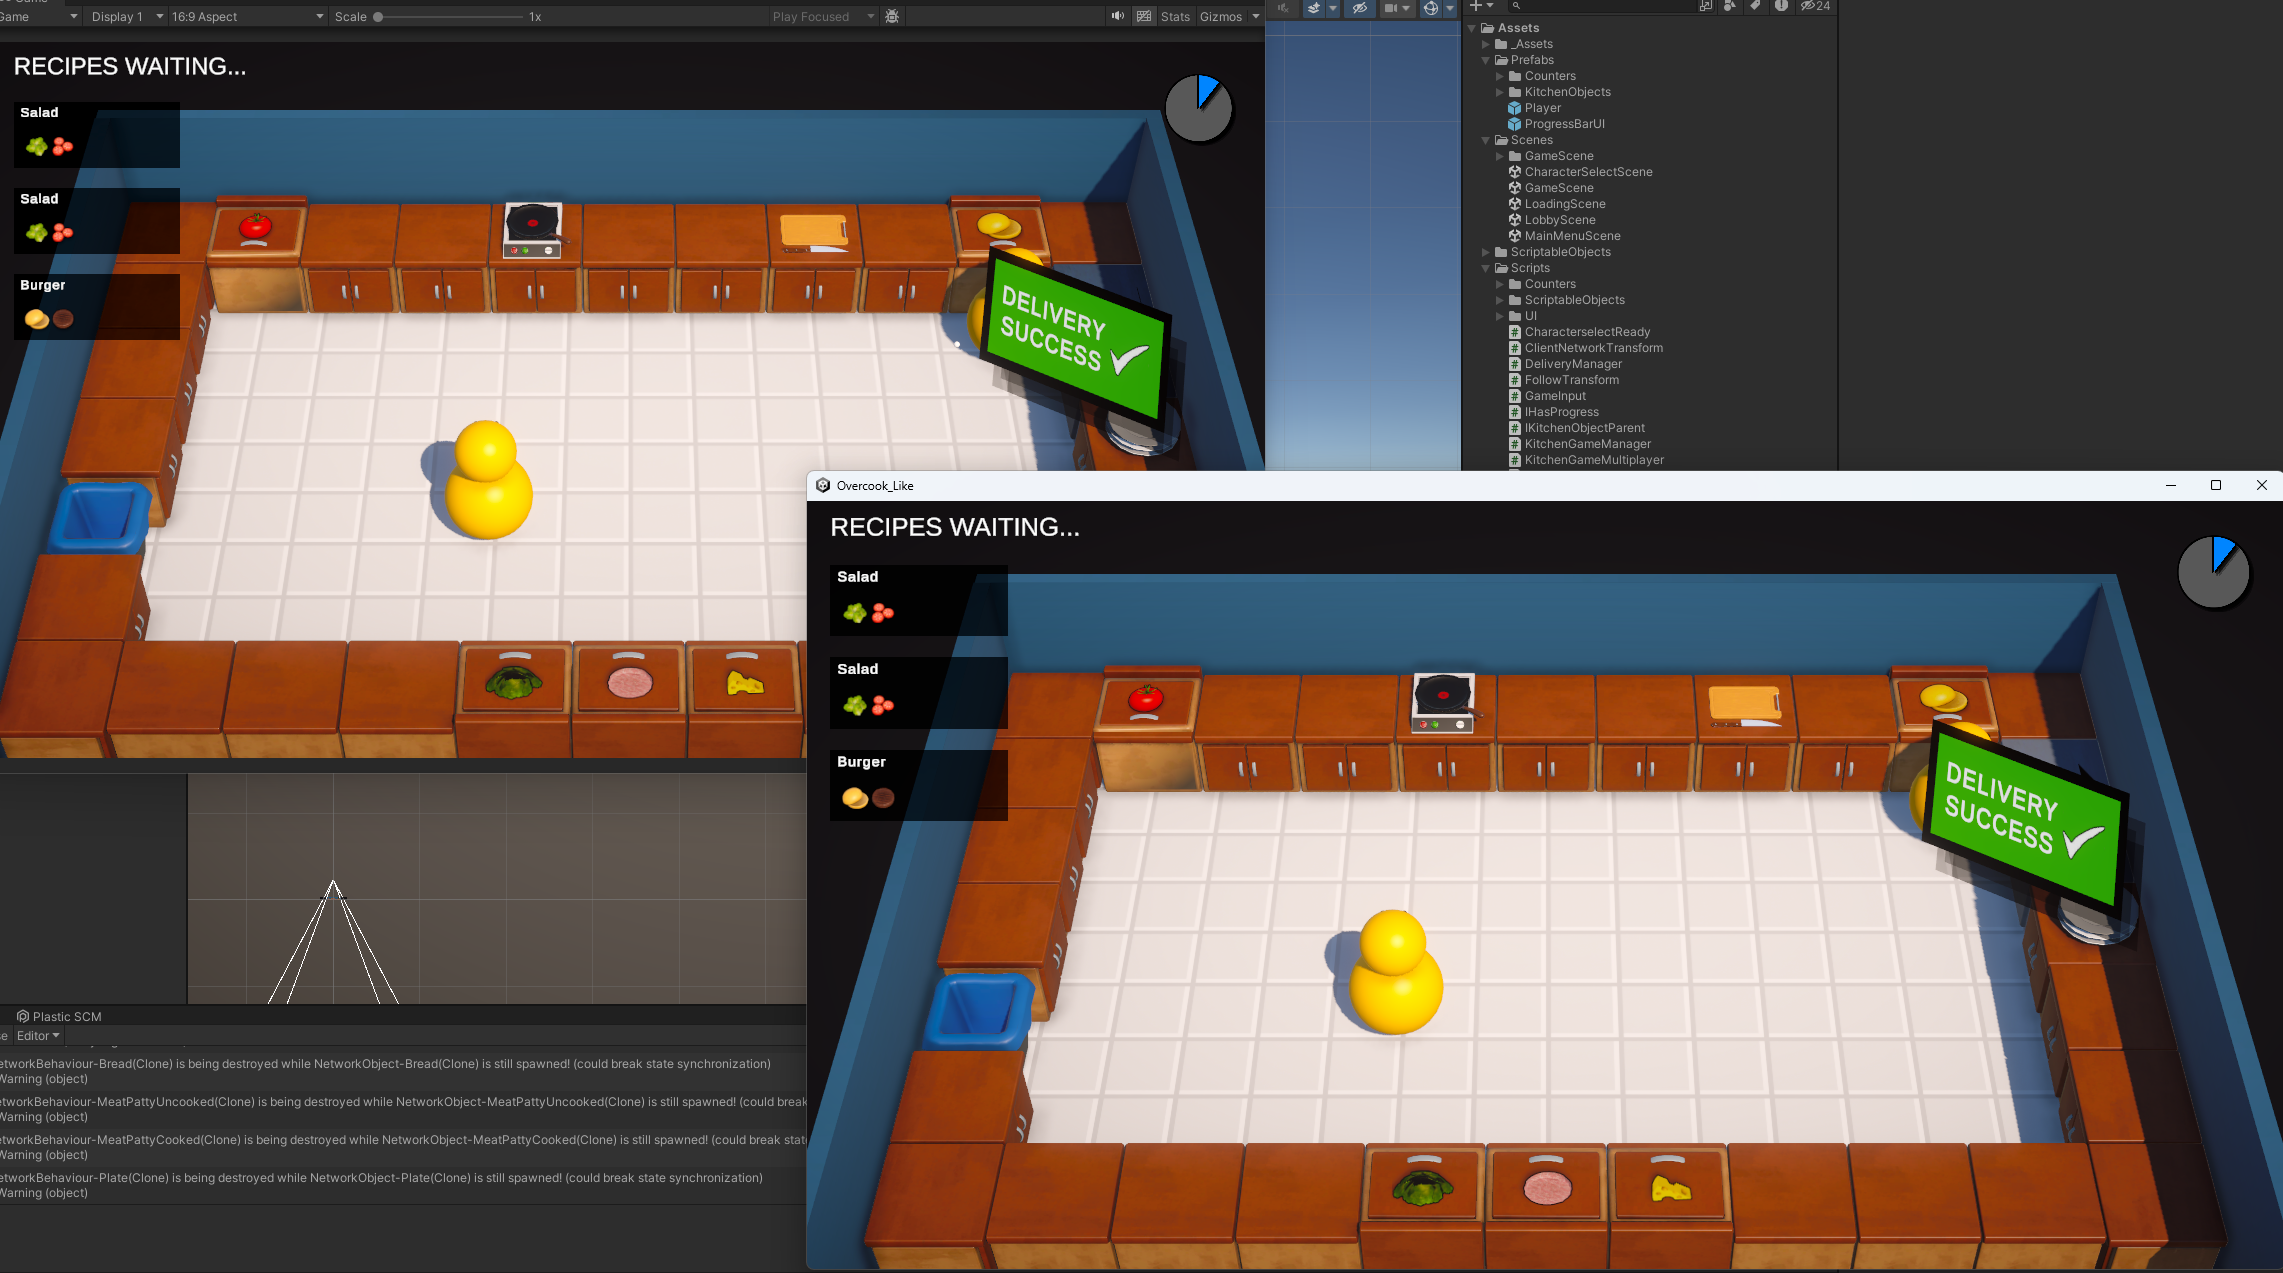 Game
Display 1
16:9 Aspect
Scale
1x
Play Focused
Stats
Gizmos
24
RECIPES WAITING...
Salad
Salad
Burger
DELIVERY
SUCCESS
Assets
_Assets
Prefabs
Counters
KitchenObjects
Player
ProgressBarUI
Scenes
GameScene
CharacterSelectScene
GameScene
LoadingScene
LobbyScene
MainMenuScene
ScriptableObjects
Scripts
Counters
ScriptableObjects
UI
CharacterselectReady
ClientNetworkTransform
DeliveryManager
FollowTransform
GameInput
IHasProgress
IKitchenObjectParent
KitchenGameManager
KitchenGameMultiplayer
Overcook_Like
RECIPES WAITING...
Salad
Salad
Burger
DELIVERY
SUCCESS
Plastic SCM
se Editor
etworkBehaviour-Bread(Clone) is being destroyed while NetworkObject-Bread(Clone) is still spawned! (could break state synchronization)
Warning (object)
etworkBehaviour-MeatPattyUncooked(Clone) is being destroyed while NetworkObject-MeatPattyUncooked(Clone) is still spawned! (could break
Warning (object)
etworkBehaviour-MeatPattyCooked(Clone) is being destroyed while NetworkObject-MeatPattyCooked(Clone) is still spawned! (could break stat
Warning (object)
etworkBehaviour-Plate(Clone) is being destroyed while NetworkObject-Plate(Clone) is still spawned! (could break state synchronization)
Warning (object)